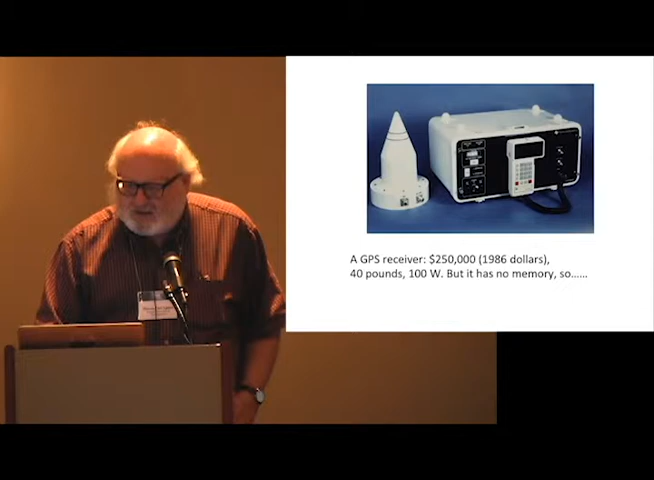 A GPS receiver: $250,000 (1986 dollars),
40 pounds, 100 W. But it has no memory, so......